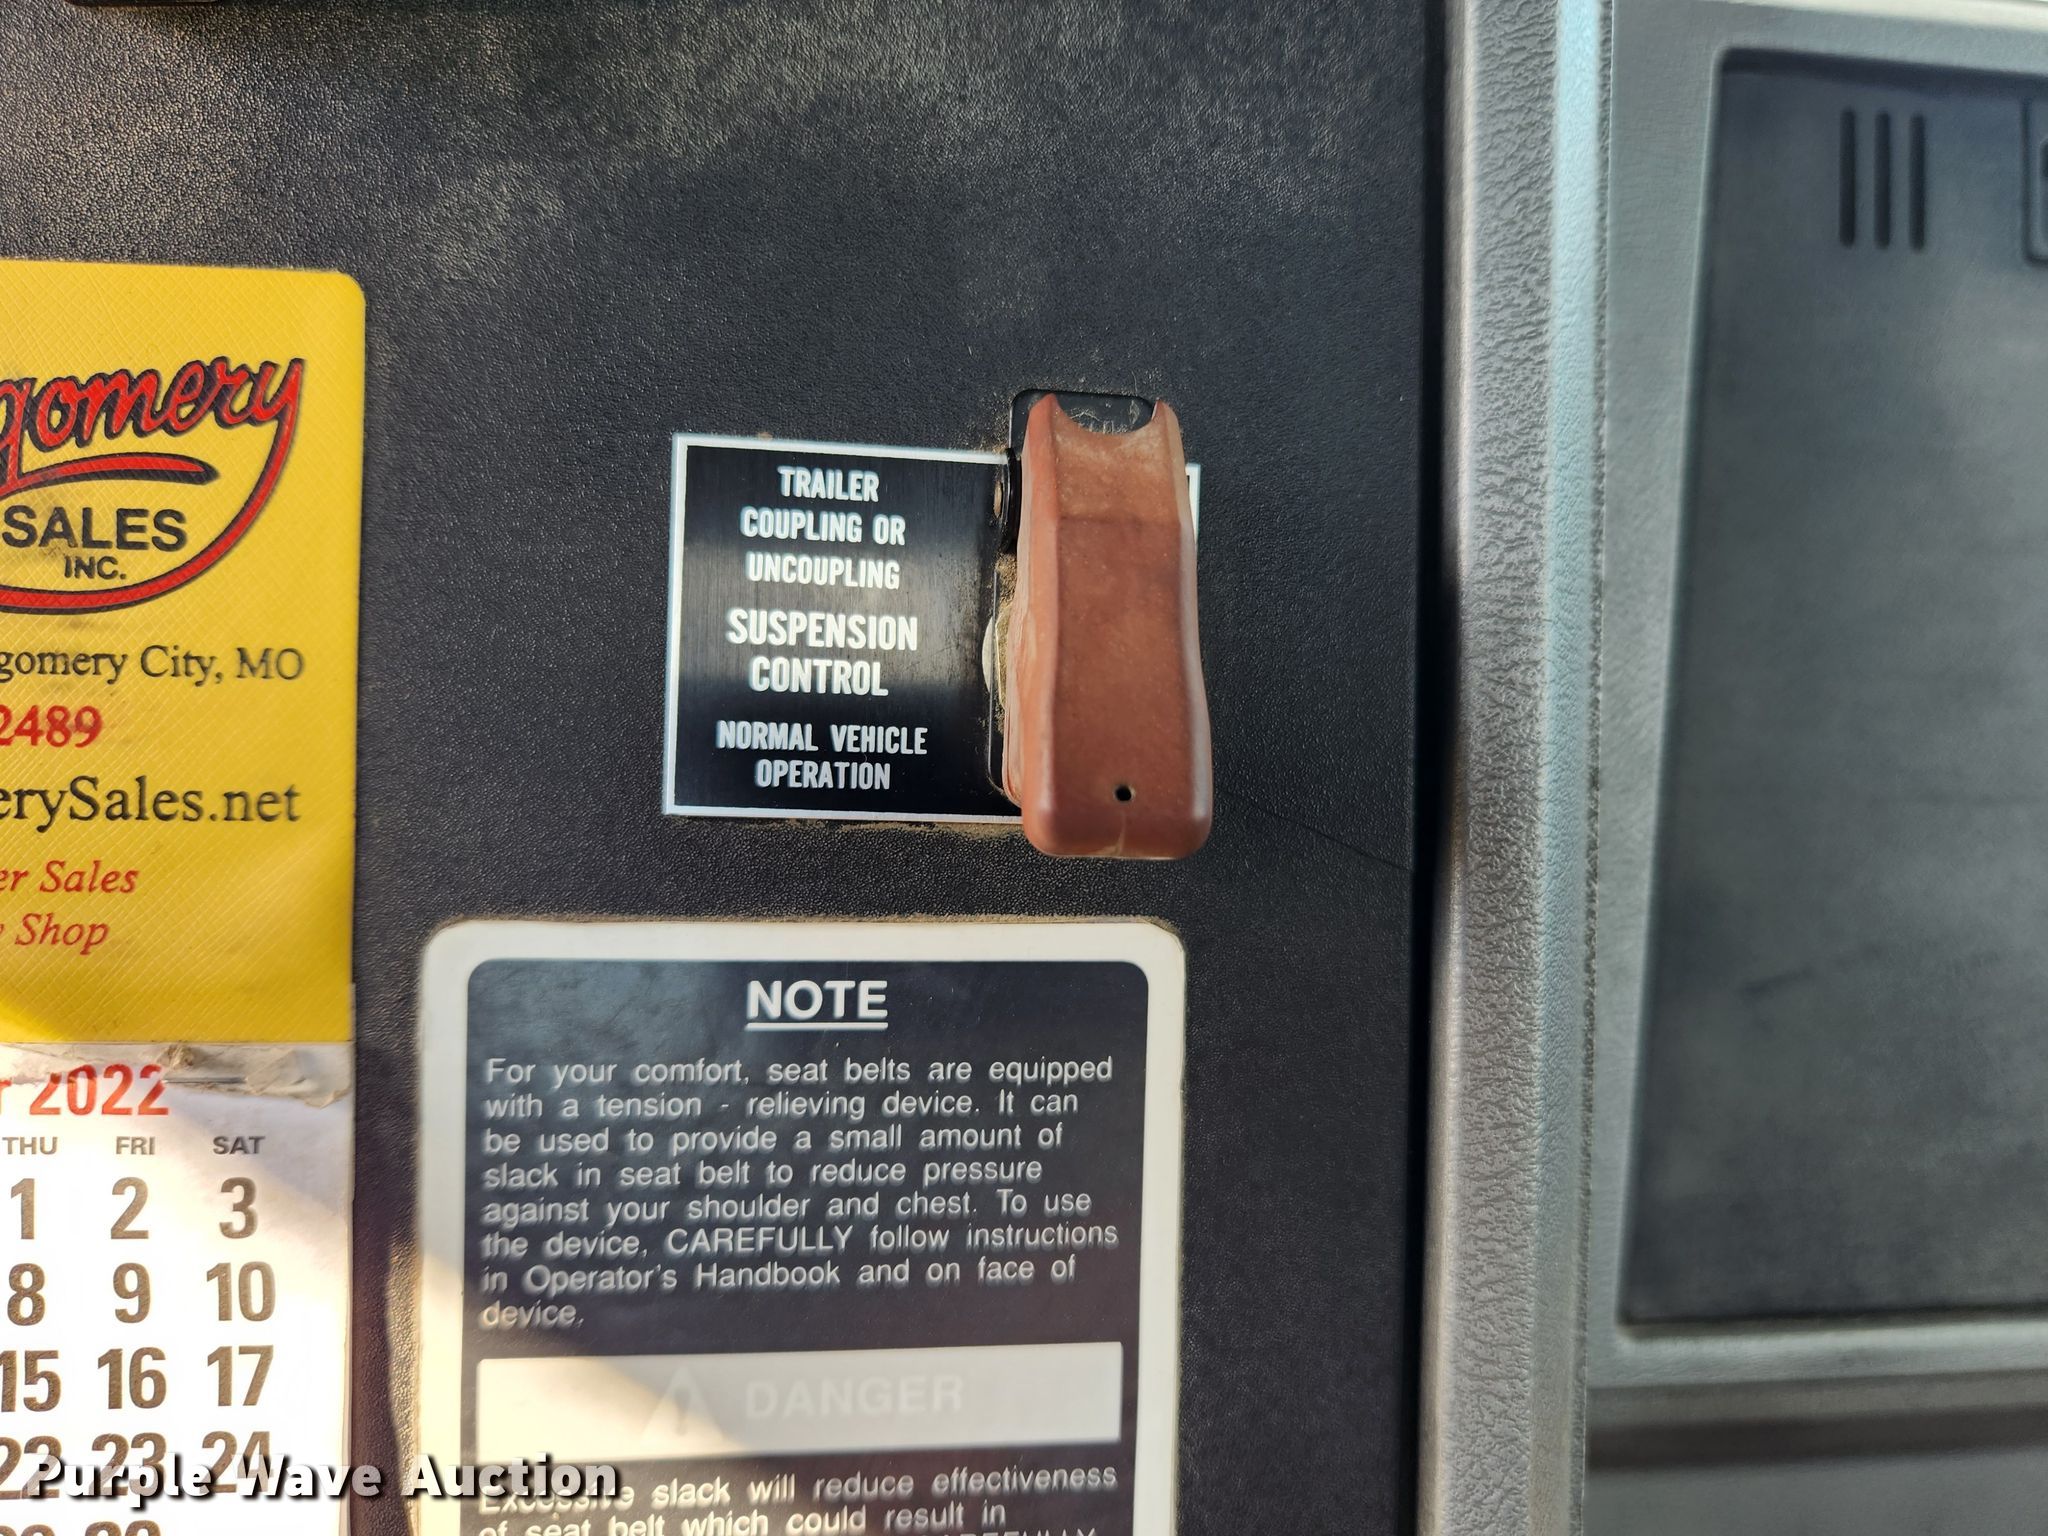 gomery
SALES
INC.
gomery City, MO
2489
erySales.net
er Sales
Shop
r 2022
THU FRI SAT
1 2 3
8 9 10
15 16 17
22 23 24
TRAILER
COUPLING OR
UNCOUPLING
SUSPENSION
CONTROL
NORMAL VEHICLE
OPERATION
NOTE
For your comfort, seat belts are equipped
with a tension - relieving device. It can
be used to provide a small amount of
slack in seat belt to reduce pressure
against your shoulder and chest. To use
the device, CAREFULLY follow instructions
in Operator's Handbook and on face of
device.
DANGER
Excessive slack will reduce effectiveness
of seat belt which could result in
Purple Wave Auction